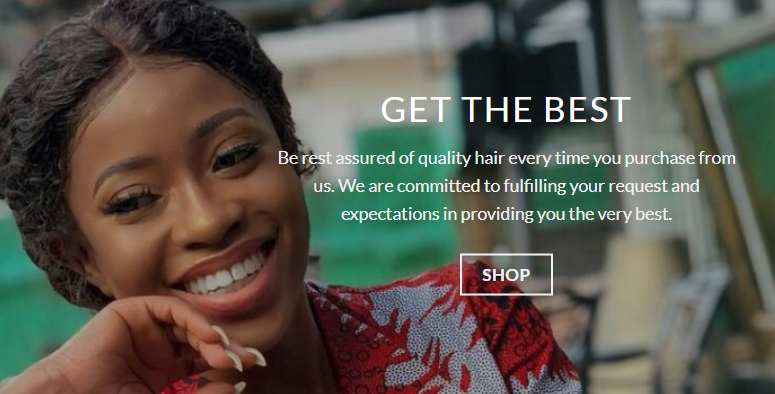 GET THE BEST
Be rest assured of quality hair every time you purchase from
us. We are committed to fulfilling your request and
expectations in providing you the very best.
SHOP